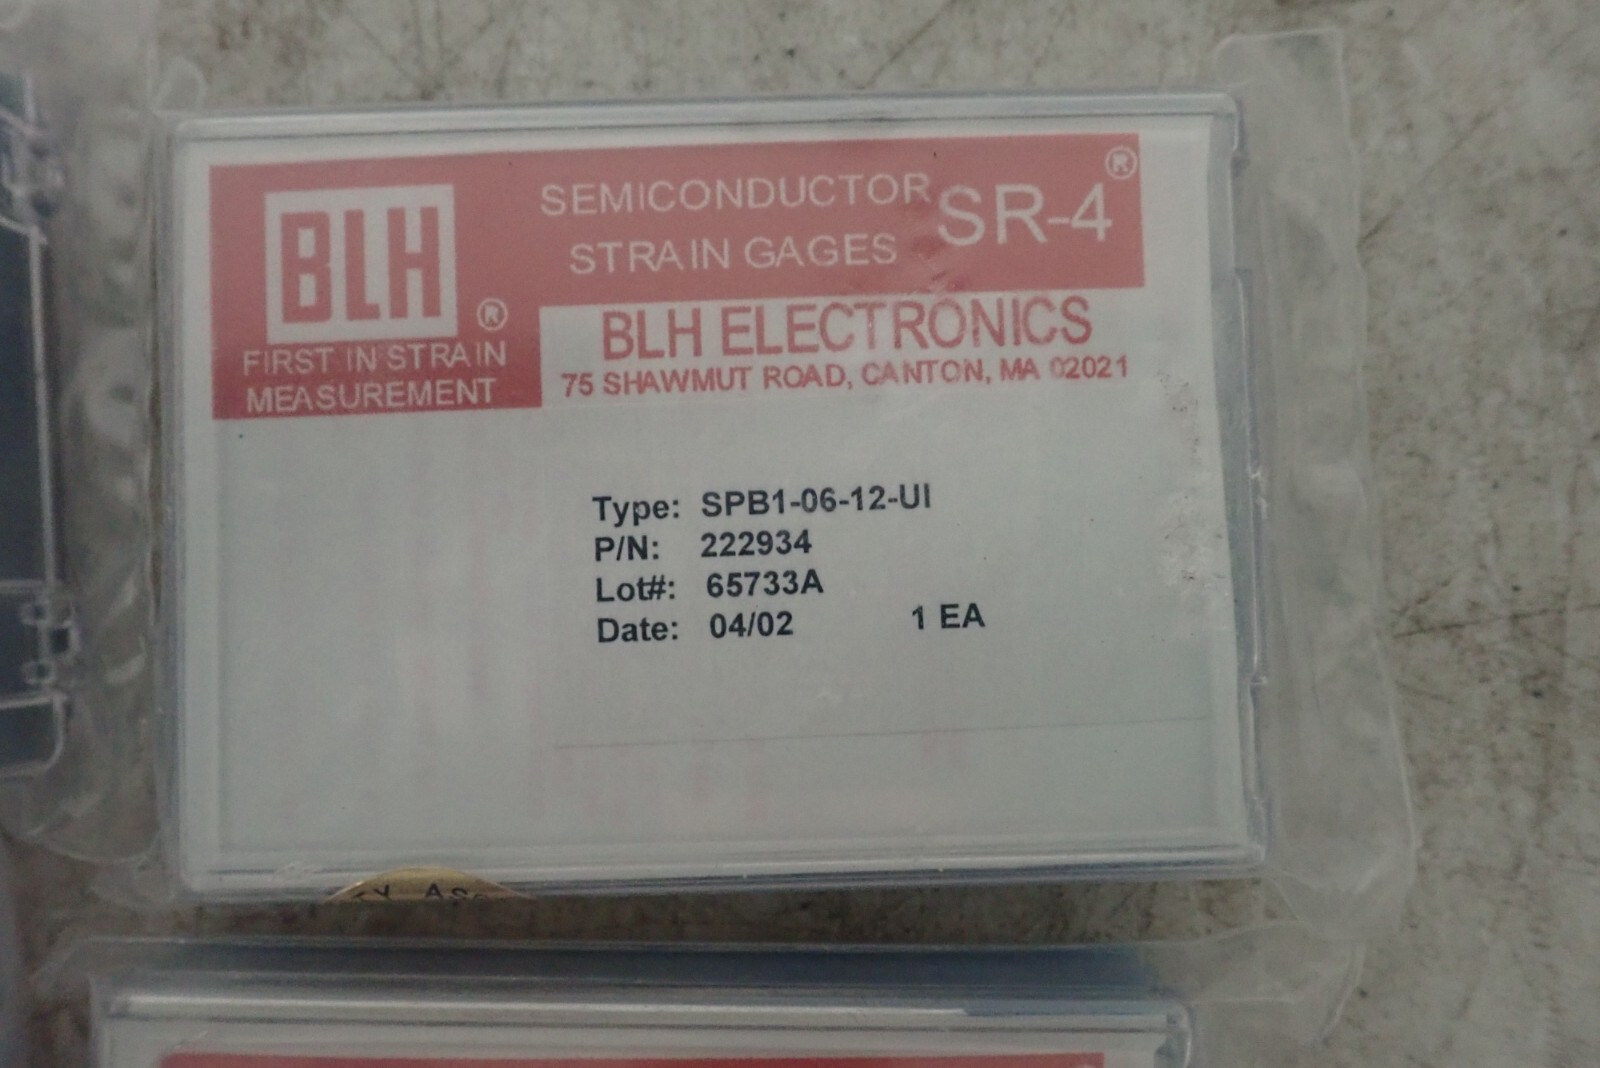 BLH®
FIRST IN STRAIN
MEASUREMENT
SEMICONDUCTOR
STRAIN GAGES
SR-4®
BLH ELECTRONICS
75 SHAWMUT ROAD, CANTON, MA 02021
Type: SPB1-06-12-UI
P/N: 222934
Lot#: 65733A
Date: 04/02 1 EA